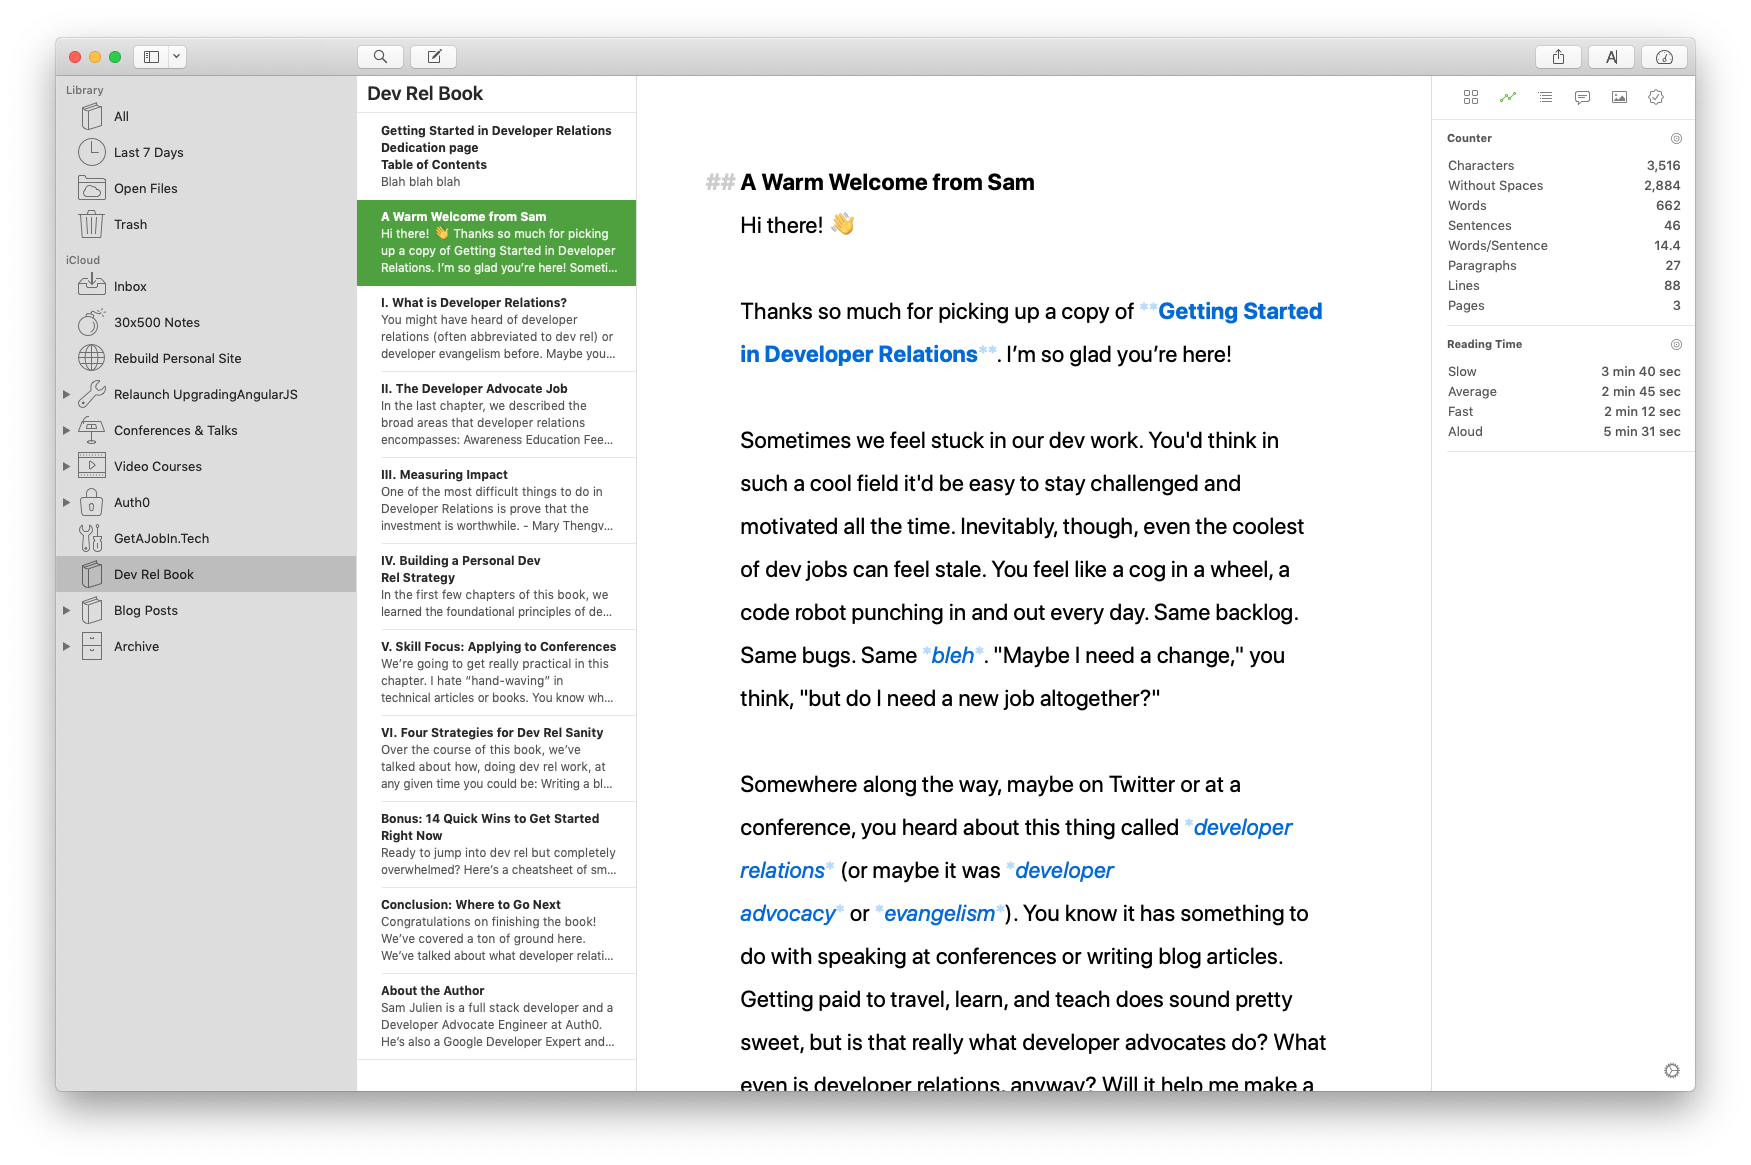 Library
All
Last 7 Days
Open Files
Trash
iCloud
Inbox
30x500 Notes
Rebuild Personal Site
Relaunch UpgradingAngularJS
Conferences & Talks
Video Courses
Auth0
GetAJobIn.Tech
Dev Rel Book
Blog Posts
Archive
Dev Rel Book
Getting Started in Developer Relations
Dedication page
Table of Contents
Blah blah blah
A Warm Welcome from Sam
Hi there! 👋 Thanks so much for picking
up a copy of Getting Started in Developer
Relations. I'm so glad you're here! Someti...
I. What is Developer Relations?
You might have heard of developer
relations (often abbreviated to dev rel) or
developer evangelism before. Maybe you...
II. The Developer Advocate Job
In the last chapter, we described the
broad areas that developer relations
encompasses: Awareness Education Fee...
III. Measuring Impact
One of the most difficult things to do in
Developer Relations is prove that the
investment is worthwhile. - Mary Thengv...
IV. Building a Personal Dev
Rel Strategy
In the first few chapters of this book, we
learned the foundational principles of de...
V. Skill Focus: Applying to Conferences
We're going to get really practical in this
chapter. I hate “hand-waving” in
technical articles or books. You know wh...
VI. Four Strategies for Dev Rel Sanity
Over the course of this book, we've
talked about how, doing dev rel work, at
any given time you could be: Writing a bl...
Bonus: 14 Quick Wins to Get Started
Right Now
Ready to jump into dev rel but completely
overwhelmed? Here's a cheatsheet of sm...
Conclusion: Where to Go Next
Congratulations on finishing the book!
We've covered a ton of ground here.
We've talked about what developer relati...
About the Author
Sam Julien is a full stack developer and a
Developer Advocate Engineer at Auth0.
He's also a Google Developer Expert and...
## A Warm Welcome from Sam
Hi there! 👋
Thanks so much for picking up a copy of **Getting Started
in Developer Relations**. I'm so glad you're here!
Sometimes we feel stuck in our dev work. You'd think in
such a cool field it'd be easy to stay challenged and
motivated all the time. Inevitably, though, even the coolest
of dev jobs can feel stale. You feel like a cog in a wheel, a
code robot punching in and out every day. Same backlog.
Same bugs. Same *bleh*. "Maybe I need a change," you
think, "but do I need a new job altogether?"
Somewhere along the way, maybe on Twitter or at a
conference, you heard about this thing called *developer
relations* (or maybe it was *developer
advocacy* or *evangelism*). You know it has something to
do with speaking at conferences or writing blog articles.
Getting paid to travel, learn, and teach does sound pretty
sweet, but is that really what developer advocates do? What
even is developer relations, anyway? Will it help me make a
Counter
Characters 3,516
Without Spaces 2,884
Words 662
Sentences 46
Words/Sentence 14.4
Paragraphs 27
Lines 88
Pages 3
Reading Time
Slow 3 min 40 sec
Average 2 min 45 sec
Fast 2 min 12 sec
Aloud 5 min 31 sec